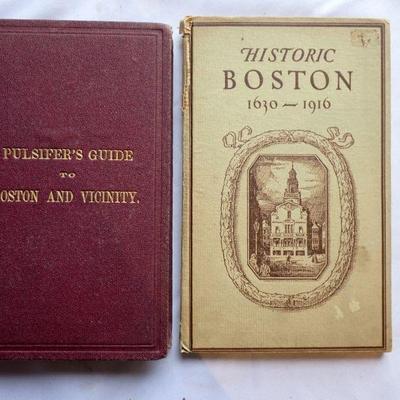 PULSIFER'S GUIDE
TO
OSTON AND VICINITY.
HISTORIC
BOSTON
1630 — 1916